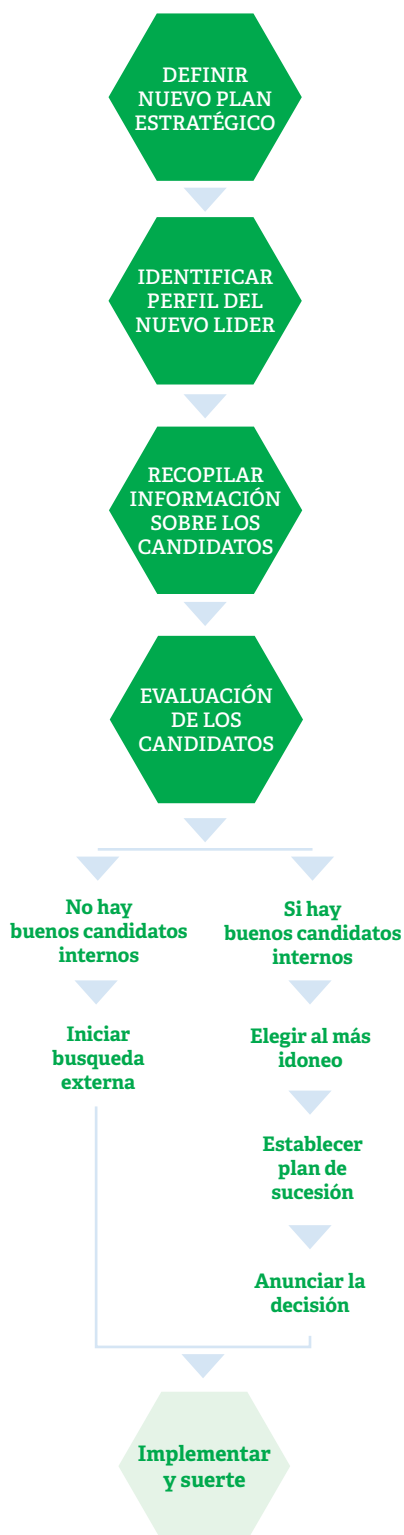 DEFINIR
NUEVO PLAN
ESTRATÉGICO
IDENTIFICAR
PERFIL DEL
NUEVO LIDER
RECOPILAR
INFORMACIÓN
SOBRE LOS
CANDIDATOS
EVALUACIÓN
DE LOS
CANDIDATOS
No hay
buenos candidatos
internos
Iniciar
busqueda
externa
Si hay
buenos candidatos
internos
Elegir al más
idoneo
Establecer
plan de
sucesión
Anunciar la
decisión
Implementar
y suerte